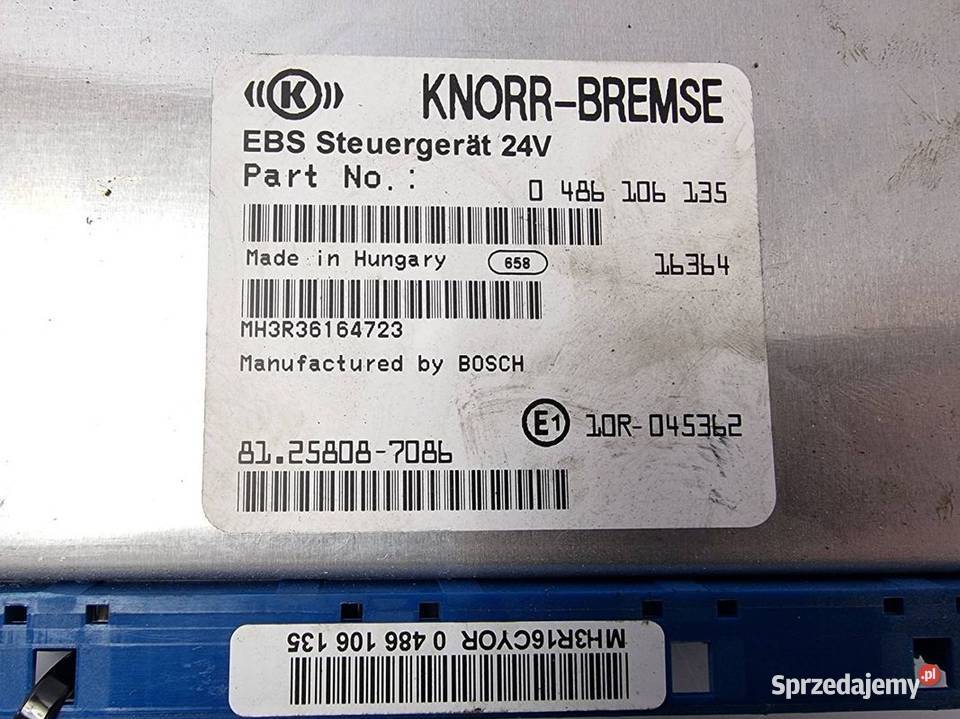 ((K)) KNORR-BREMSE
EBS Steuergerät 24V
Part No.: 0 486 106 135
Made in Hungary 658 16364
MH3R36164723
Manufactured by BOSCH
E1 10R-045362
81.25808-7086
MH3R16CYOR 0 486 106 135
Sprzedajemy.pl